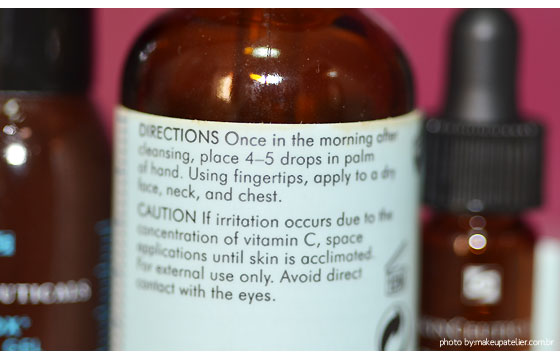 DIRECTIONS Once in the morning after
cleansing, place 4–5 drops in palm
of hand. Using fingertips, apply to a dry
face, neck, and chest.
CAUTION If irritation occurs due to the
concentration of vitamin C, space
applications until skin is acclimated.
For external use only. Avoid direct
contact with the eyes.
GEL
photo by:makeupatelier.com.br